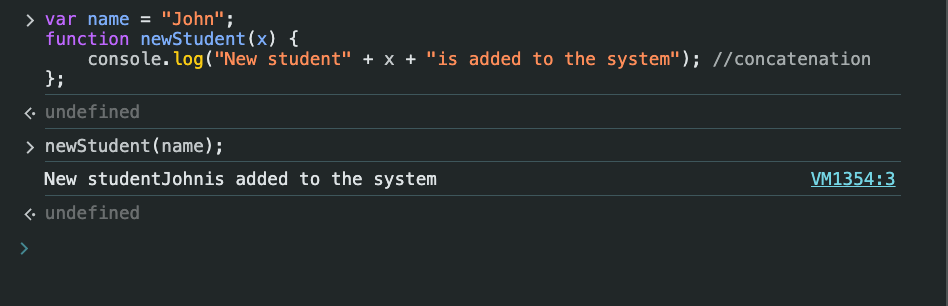 > var name = "John";
function newStudent(x) {
    console.log("New student" + x + "is added to the system"); //concatenation
};
undefined
> newStudent(name);
New studentJohnis added to the system VM1354:3
undefined
>